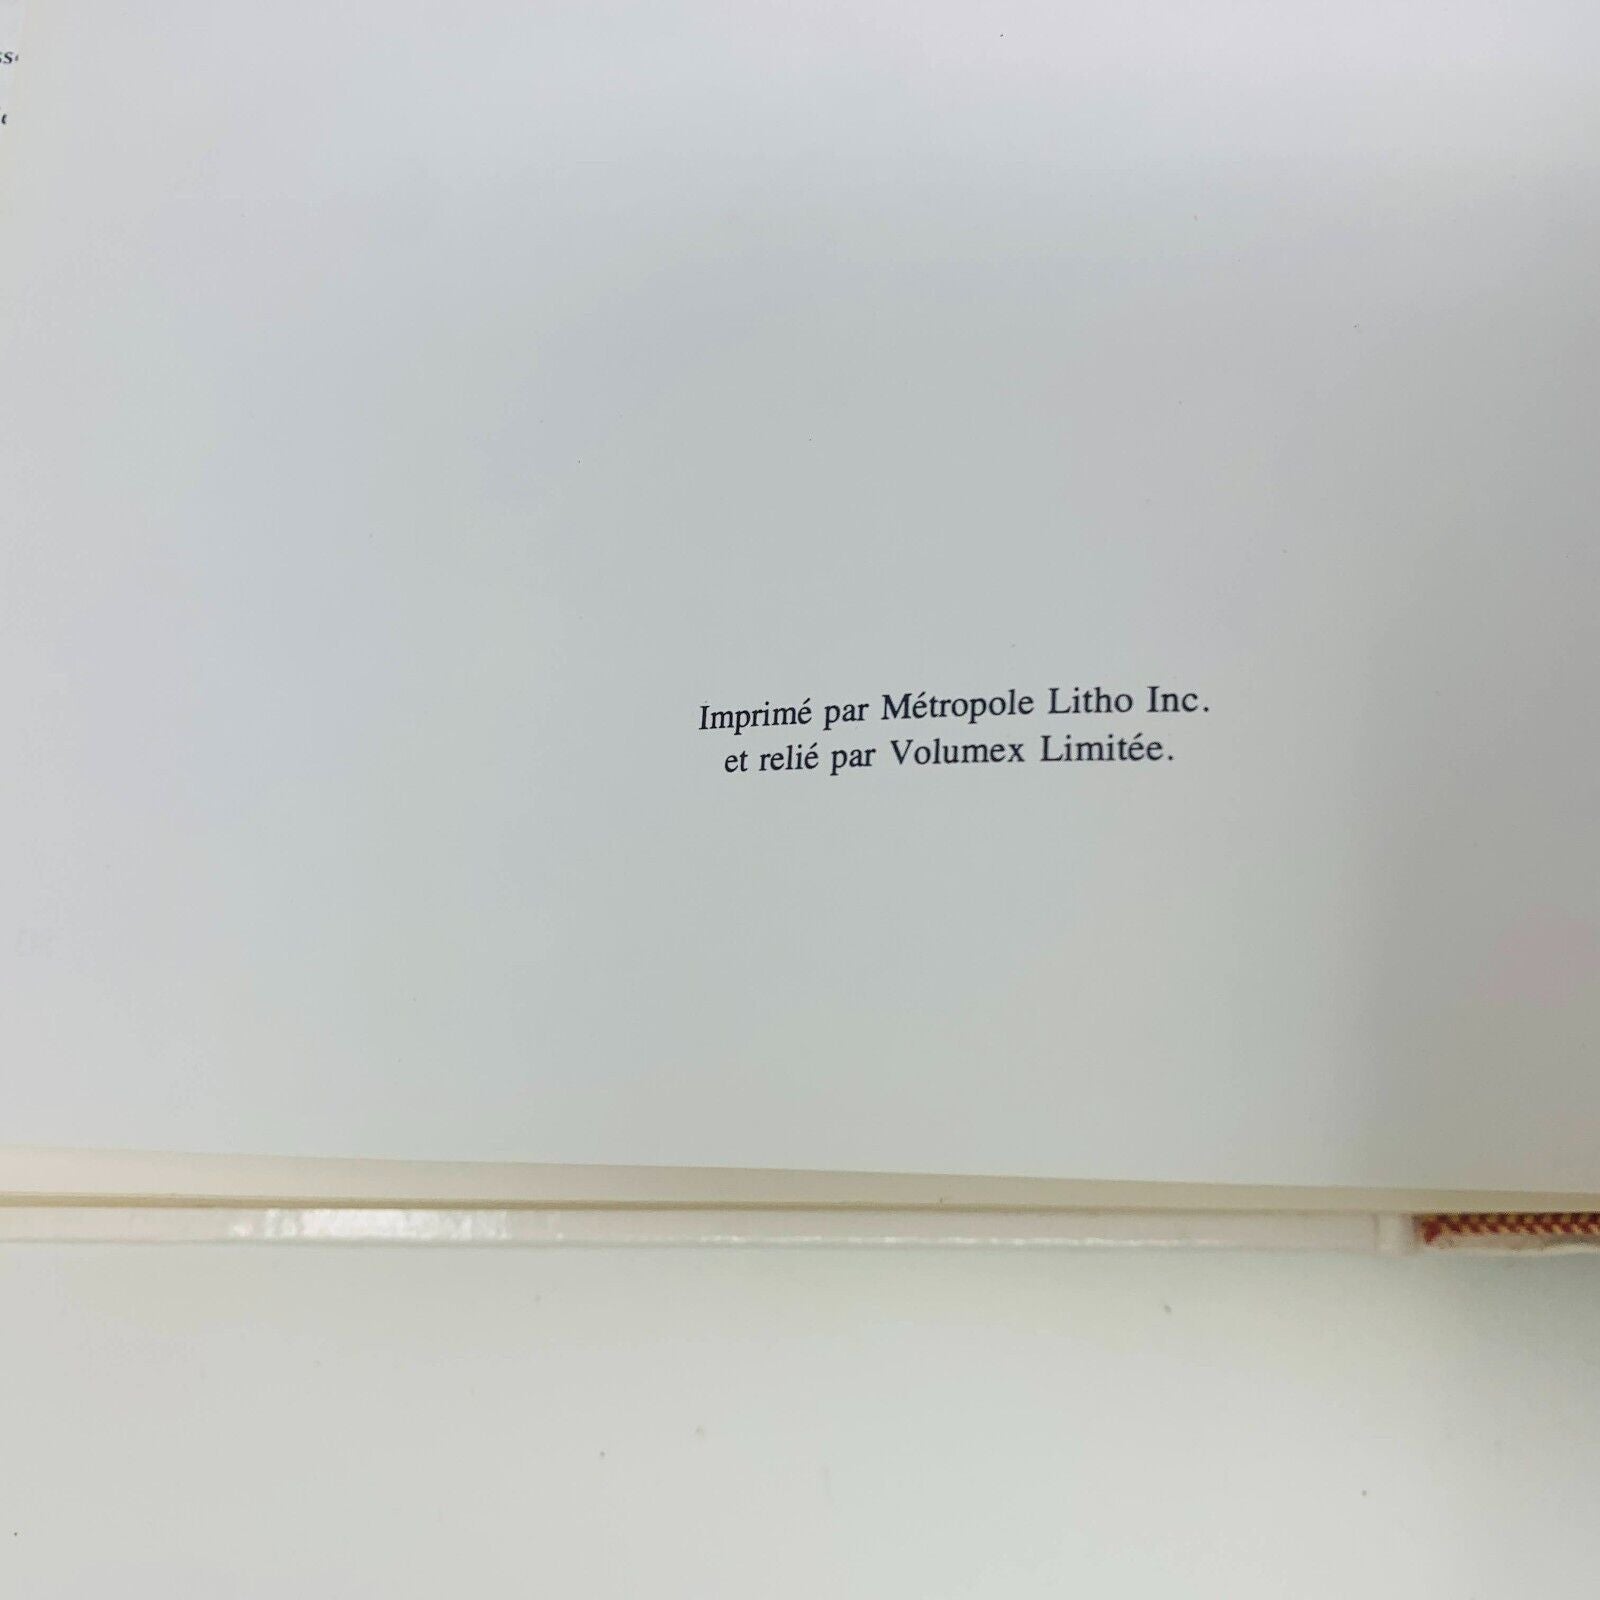 Imprimé par Métropole Litho Inc.
et relié par Volumex Limitée.